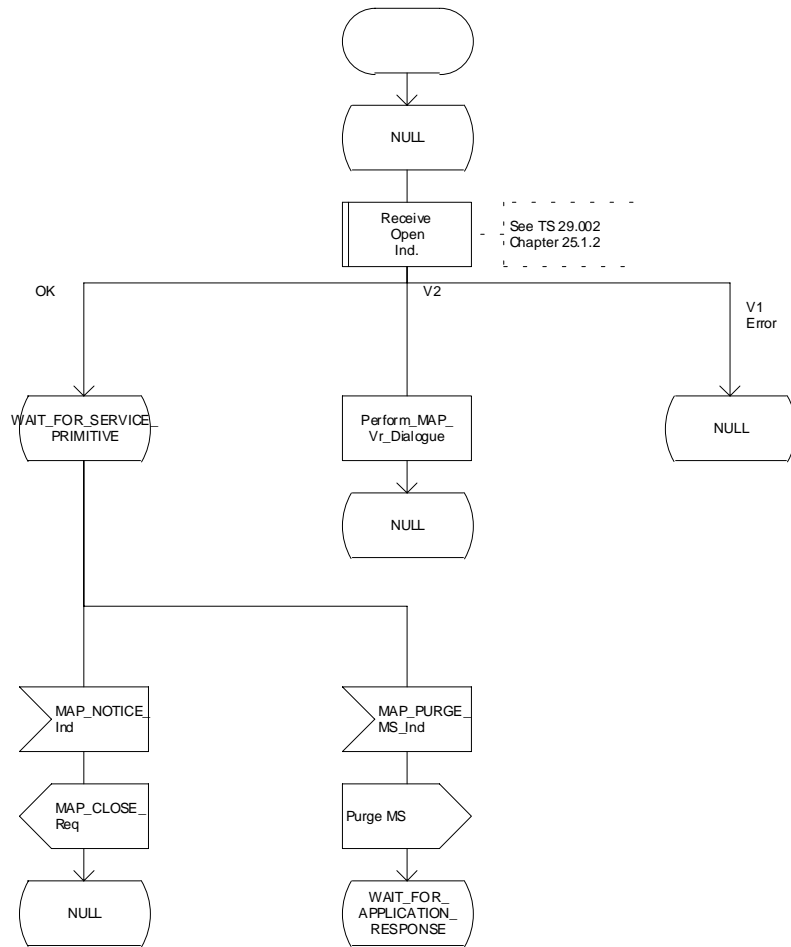 NULL
Receive
Open
Ind.
See TS 29.002
Chapter 25.1.2
OK
V2
V1
Error
WAIT_FOR_SERVICE_
PRIMITIVE
Perform_MAP_
Vr_Dialogue
NULL
NULL
MAP_NOTICE_
Ind
MAP_PURGE_
MS_Ind
MAP_CLOSE_
Req
Purge MS
NULL
WAIT_FOR_
APPLICATION_
RESPONSE